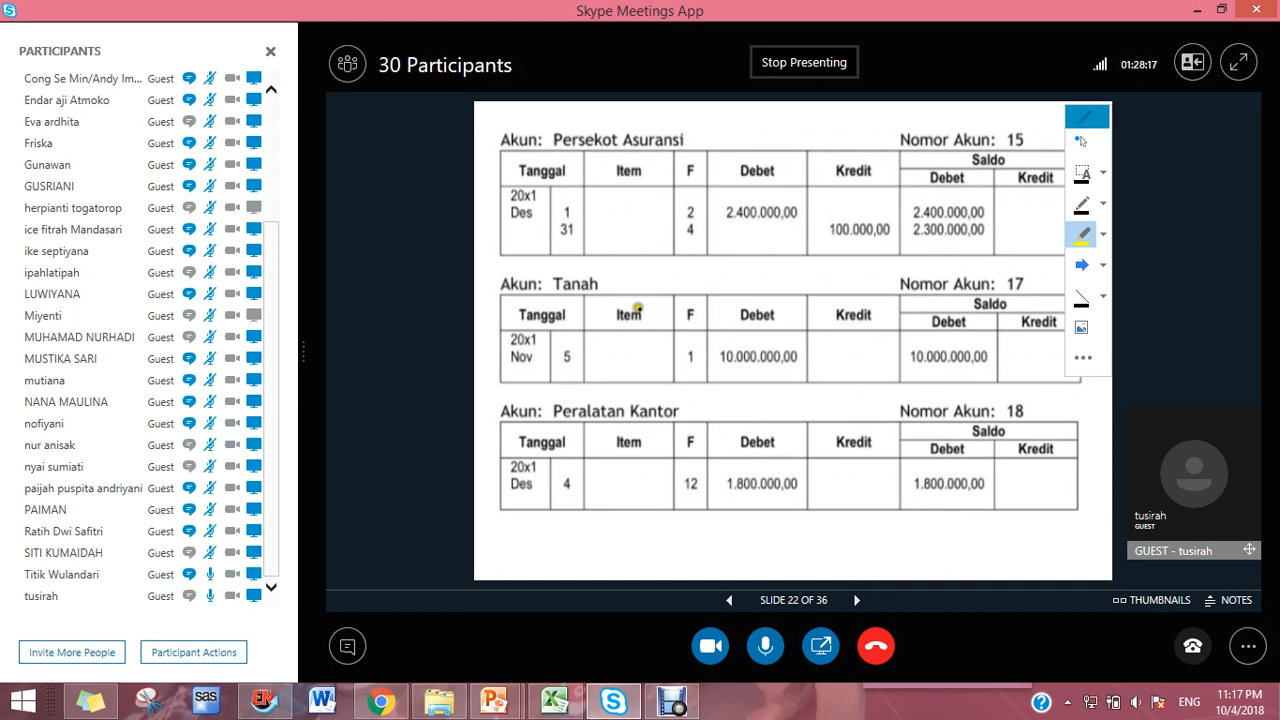 Skype Meetings App
PARTICIPANTS
Cong Se Min/Andy Im... Guest
Endar aji Atmoko Guest
Eva ardhita Guest
Friska Guest
Gunawan Guest
GUSRIANI Guest
herpianti togatorop Guest
ice fitrah Mandasari Guest
ike septiyana Guest
ipahlatipah Guest
LUWIYANA Guest
Miyenti Guest
MUHAMAD NURHADI Guest
MUSTIKA SARI Guest
mutiana Guest
NANA MAULINA Guest
nofiyani Guest
nur anisak Guest
nyai sumiati Guest
paijah puspita andriyani Guest
PAIMAN Guest
Ratih Dwi Safitri Guest
SITI KUMAIDAH Guest
Titik Wulandari Guest
tusirah Guest
Invite More People Participant Actions
30 Participants
Stop Presenting
01:28:17
Akun: Persekot Asuransi Nomor Akun: 15
Tanggal Item F Debet Kredit Saldo
Debet Kredit
20x1
Des 1 2 2.400.000,00 2.400.000,00
31 4 100.000,00 2.300.000,00
Akun: Tanah Nomor Akun: 17
Tanggal Item F Debet Kredit Saldo
Debet Kredit
20x1
Nov 5 1 10.000.000,00 10.000.000,00
Akun: Peralatan Kantor Nomor Akun: 18
Tanggal Item F Debet Kredit Saldo
Debet Kredit
20x1
Des 4 12 1.800.000,00 1.800.000,00
A
tusirah
GUEST
GUEST - tusirah
SLIDE 22 OF 36
THUMBNAILS NOTES
sas EN W P X S
ENG
11:17 PM
10/4/2018